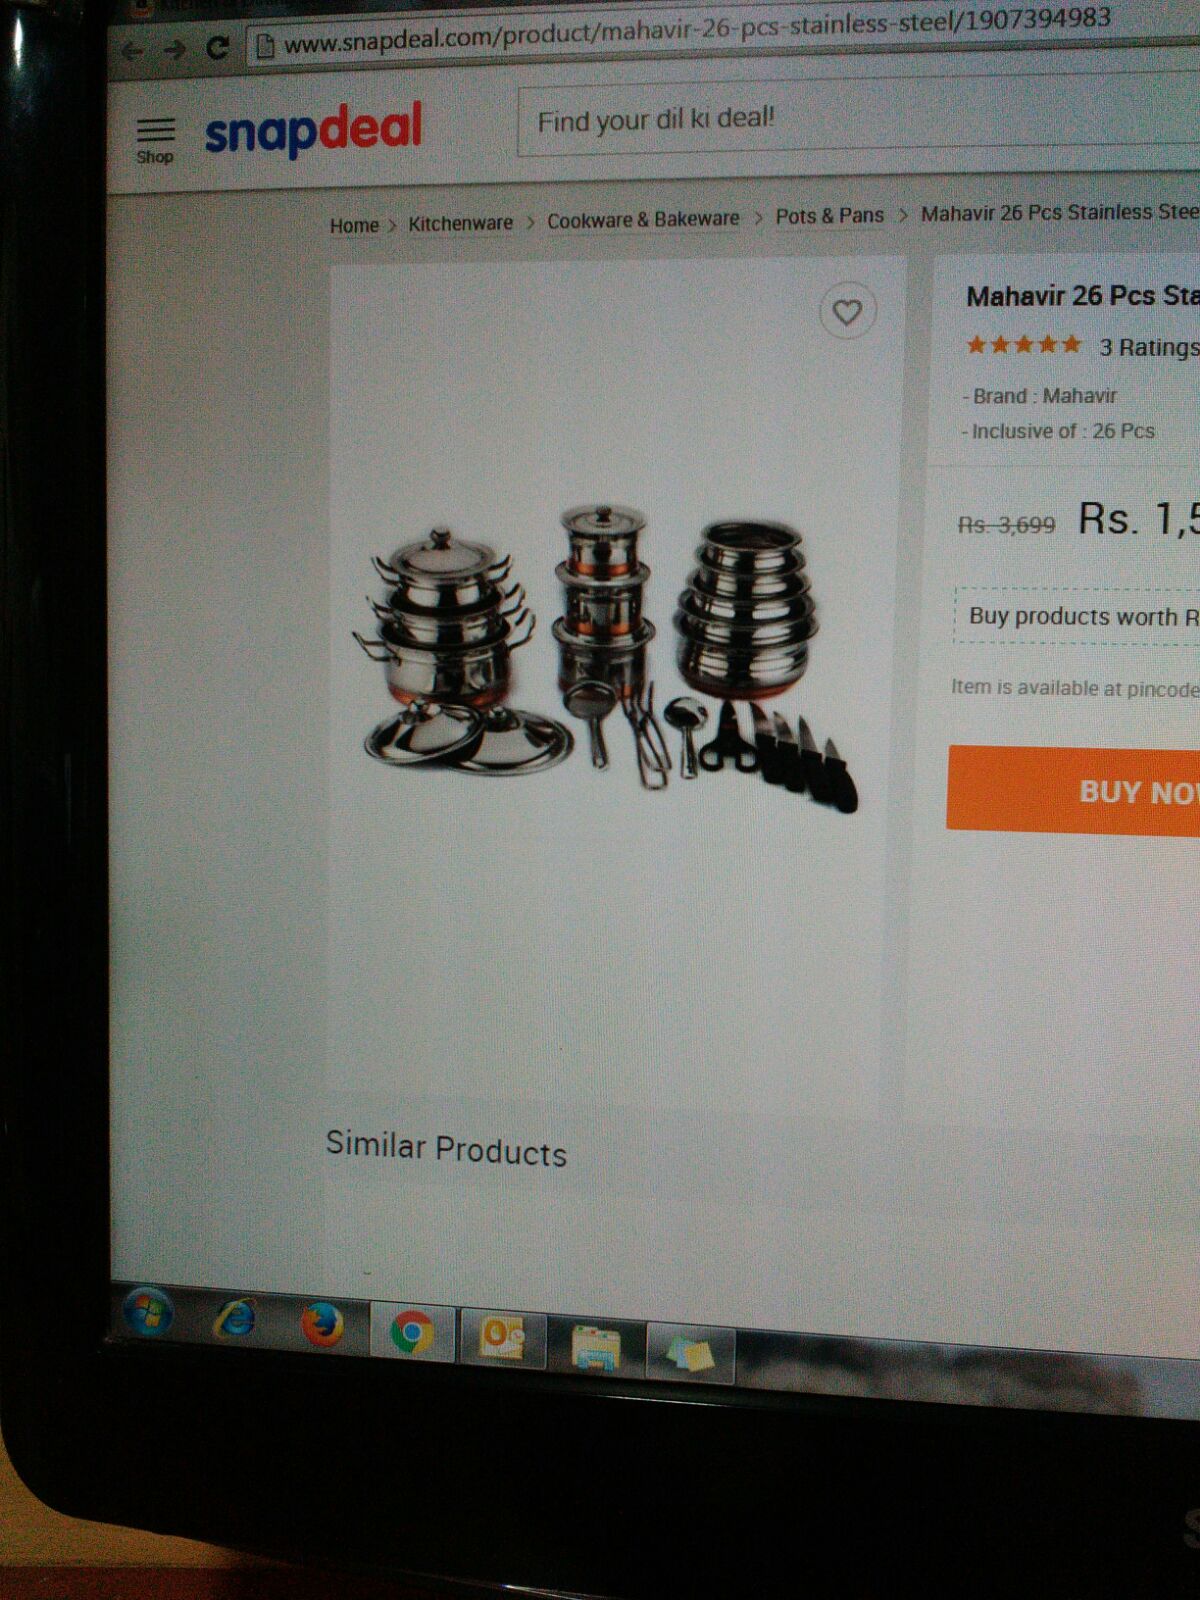 www.snapdeal.com/product/mahavir-26-pcs-stainless-steel/1907394983
Shop
snapdeal
Find your dil ki deal!
Home > Kitchenware > Cookware & Bakeware > Pots & Pans > Mahavir 26 Pcs Stainless Stee
Mahavir 26 Pcs Sta
3 Ratings
- Brand : Mahavir
- Inclusive of : 26 Pcs
Rs. 3,699 Rs. 1,5
Buy products worth R
Item is available at pincode
BUY NOW
Similar Products